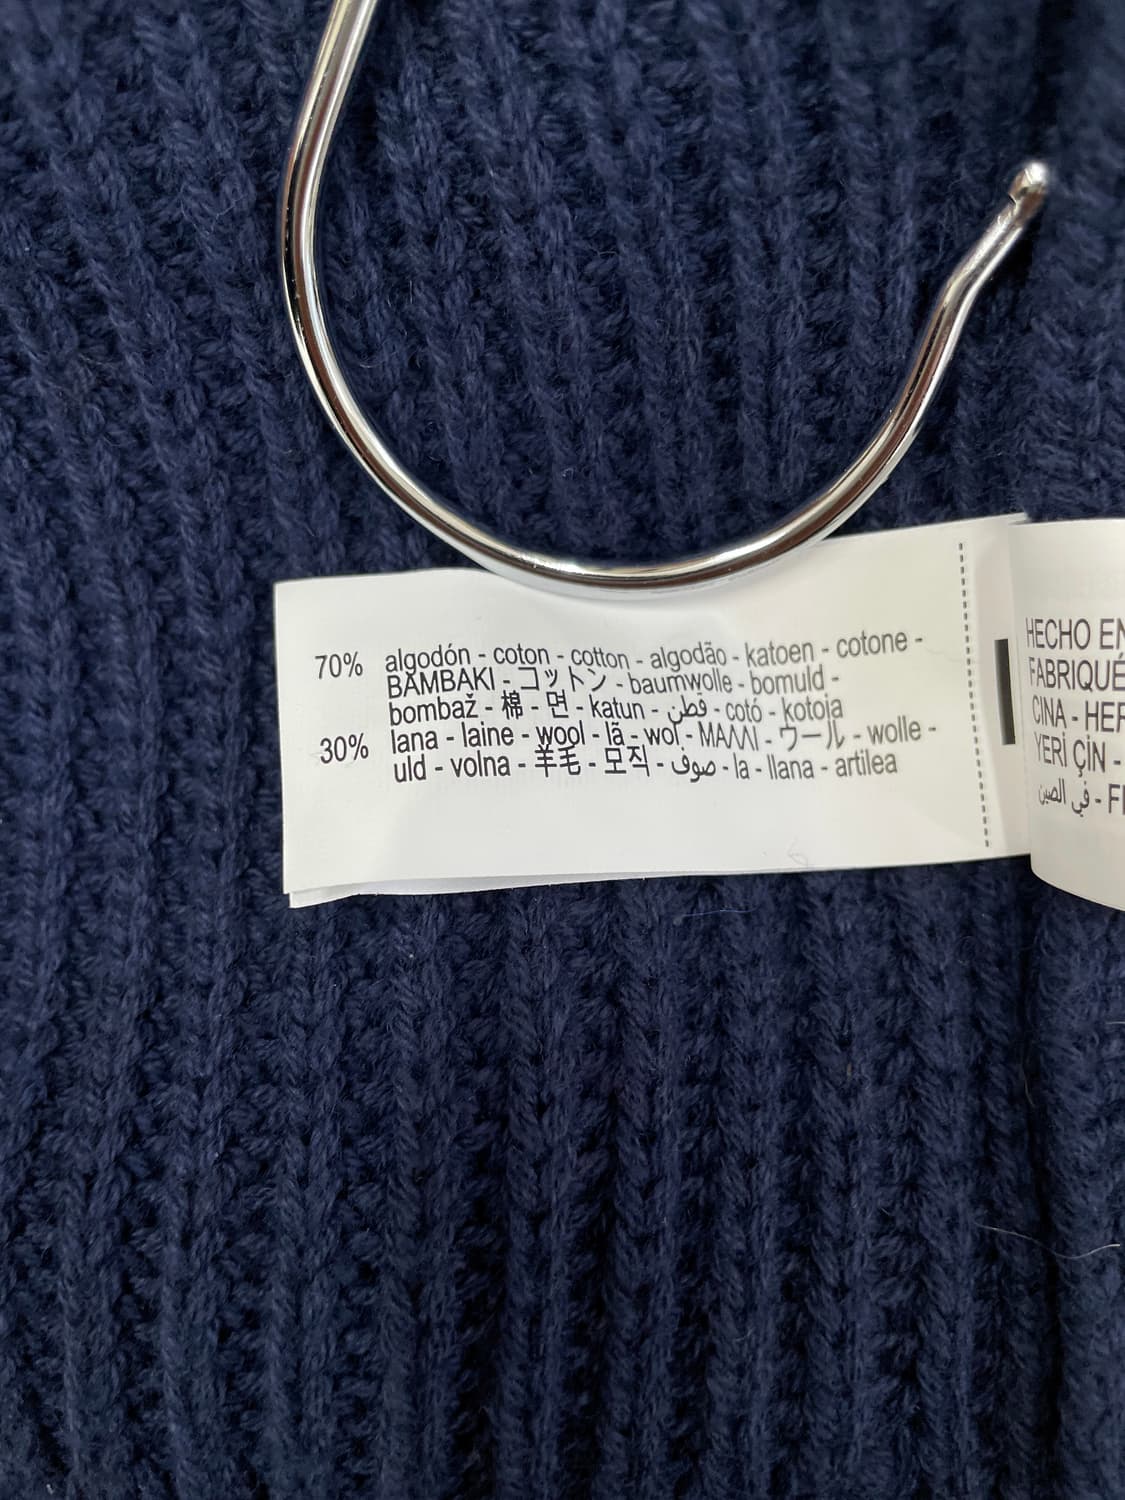 70% algodón - coton - cotton - algodão - katoen - cotone -
BAMBAKI - コットン - baumwolle - bomuld -
bombaž - 棉 - 면 - katun - قطن - cotó - kotoia
30% lana - laine - wool - lã - wol - ΜΑΛΛΙ - ウール - wolle -
uld - volna - 羊毛 - 모직 - صوف - la - llana - artilea
HECHO EN
FABRIQUÉ
CINA - HER
YERİ ÇİN -
في الصين -